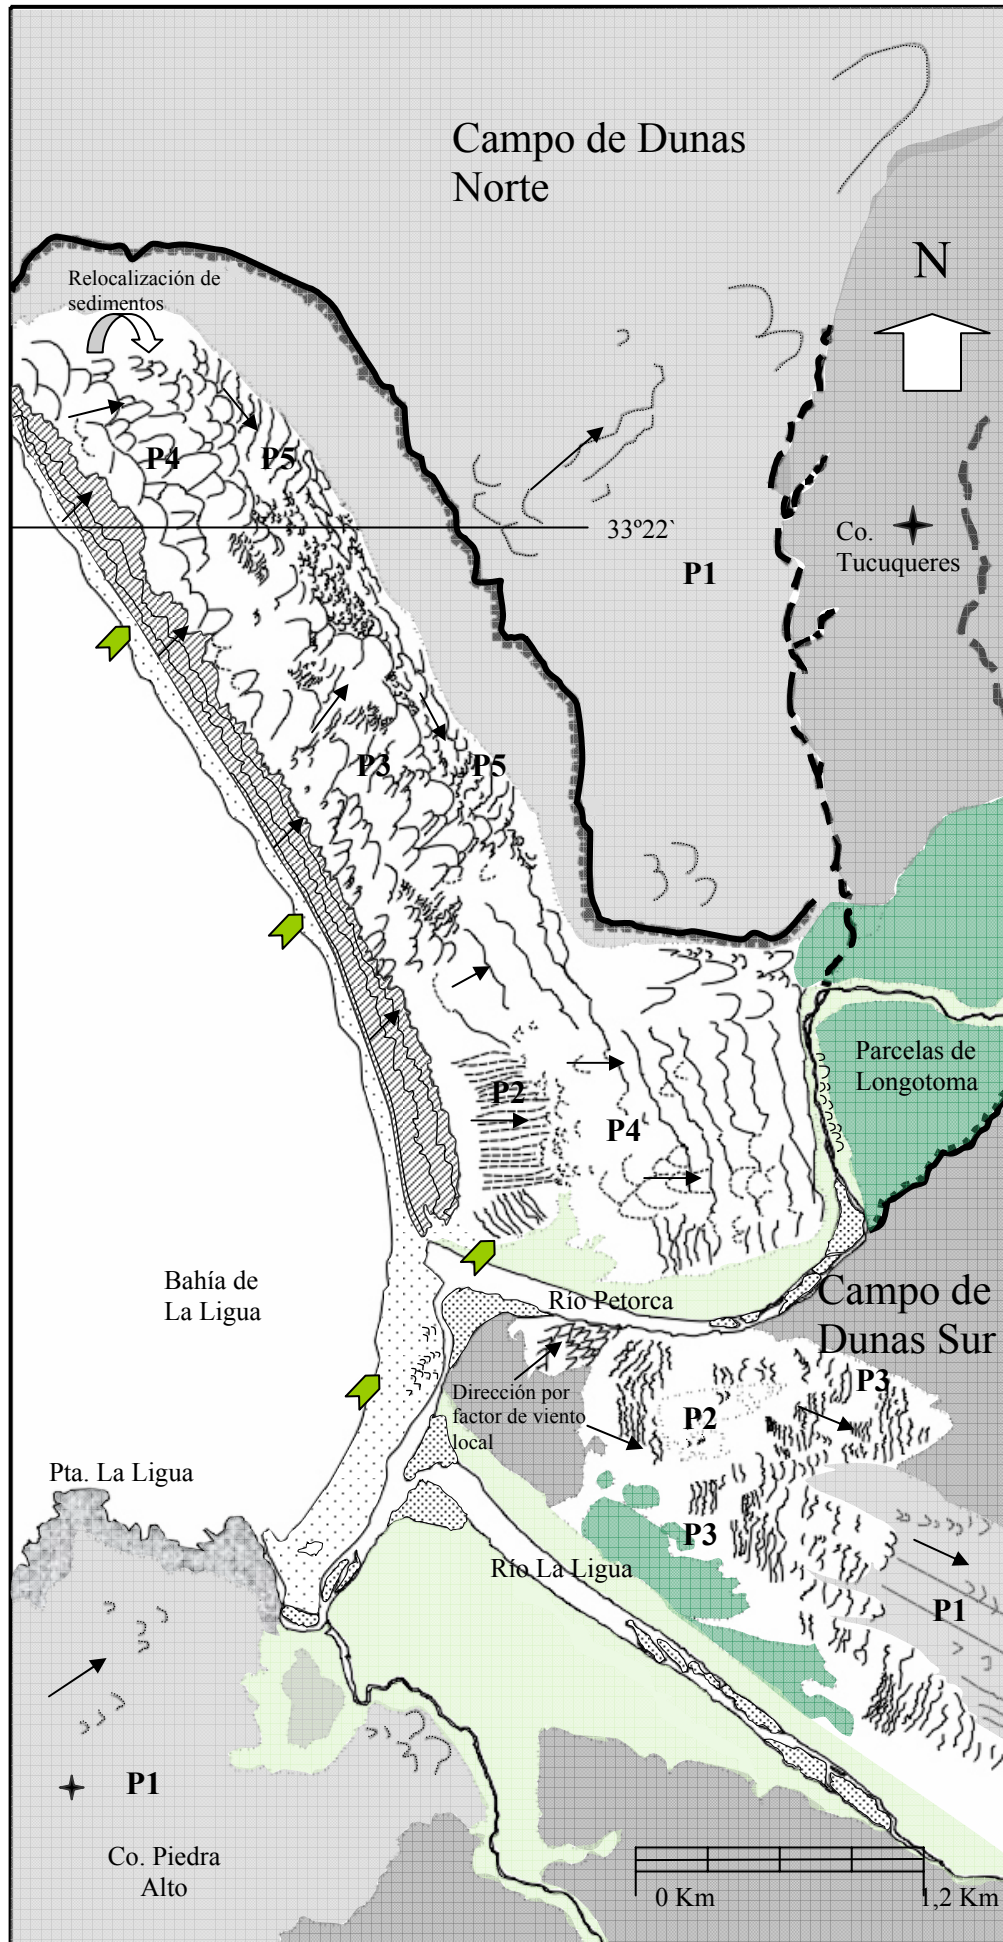 Campo de Dunas
Norte
N
Relocalización de
sedimentos
P4
P5
33º22`
Co.
Tucuqueres
P1
P3
P5
Parcelas de
Longotoma
P2
P4
Bahía de
La Ligua
Río Petorca
Campo de
Dunas Sur
Dirección por
factor de viento
local
P3
P2
Pta. La Ligua
P3
Río La Ligua
P1
P1
Co. Piedra
Alto
0 Km
1,2 Km